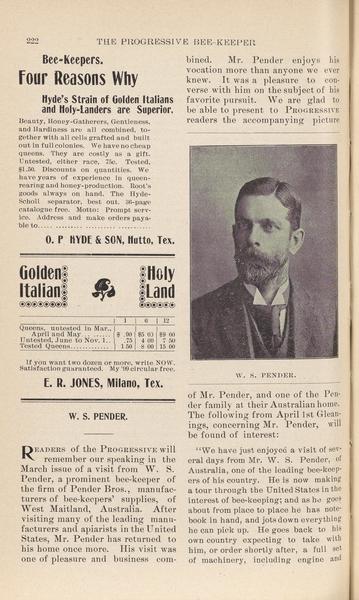 222
THE PROGRESSIVE BEE-KEEPER
Bee-Keepers.
Four Reasons Why
Hyde's Strain of Golden Italians
and Holy-Landers are Superior.
Beauty, Honey-Gatherers, Gentleness,
and Hardiness are all combined, to-
gether with all cells grafted and built
out in full colonies. We have no cheap
queens. They are costly as a gift.
Untested, either race, 75c. Tested,
$1.50. Discounts on quantities. We
have years of experience in queen-
rearing and honey-production. Root's
goods always on hand. The Hyde-
Scholl separator, best out. 36-page
catalogue free. Motto: Prompt serv-
ice. Address and make orders paya-
ble to
O. P HYDE & SON, Hutto, Tex.
Golden Italian
Holy Land
1 6 12
Queens, untested in Mar.,
April and May $ .90 $5 00 $9 00
Untested, June to Nov. 1. .75 4 00 7 50
Tested Queens 1 50 8 00 15 00
If you want two dozen or more, write NOW.
Satisfaction guaranteed. My '99 circular free.
E. R. JONES, Milano, Tex.
W. S. PENDER.
READERS of the PROGRESSIVE will
remember our speaking in the
March issue of a visit from W. S.
Pender, a prominent bee-keeper of
the firm of Pender Bros., manufac-
turers of bee-keepers' supplies, of
West Maitland, Australia. After
visiting many of the leading manu-
facturers and apiarists in the United
States, Mr. Pender has returned to
his home once more. His visit was
one of pleasure and business com-
bined. Mr. Pender enjoys his
vocation more than anyone we ever
knew. It was a pleasure to con-
verse with him on the subject of his
favorite pursuit. We are glad to
be able to present to PROGRESSIVE
readers the accompanying picture
W. S. PENDER.
of Mr. Pender, and one of the Pen-
der family at their Australian home.
The following from April 1st Glean-
ings, concerning Mr. Pender, will
be found of interest:
"We have just enjoyed a visit of sev-
eral days from Mr. W. S. Pender, of
Australia, one of the leading bee-keep-
ers of his country. He is now making
a tour through the United States in the
interest of bee-keeping; and as he goes
about from place to place he has note-
book in hand, and jots down everything
he can pick up. He goes back to his
own country expecting to take with
him, or order shortly after, a full set
of machinery, including engine and